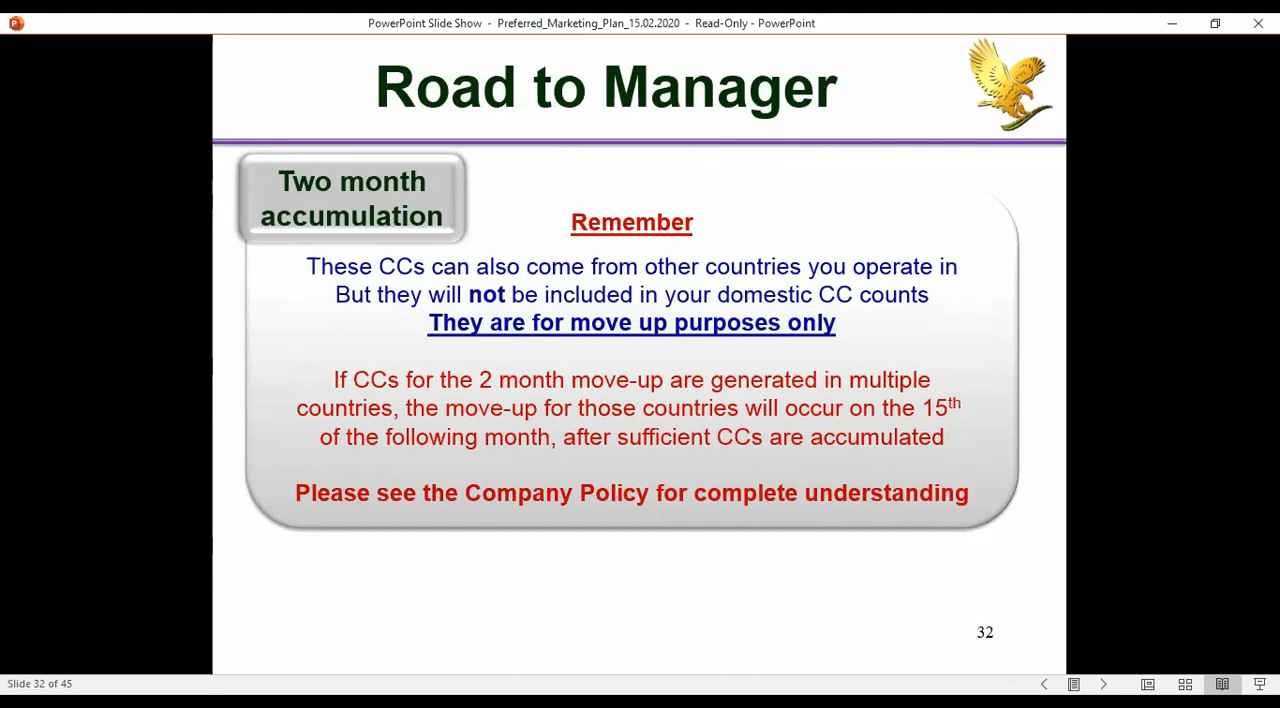 PowerPoint Slide Show - Preferred_Marketing_Plan_15.02.2020 - Read-Only - PowerPoint
Road to Manager
Two month
accumulation
Remember
These CCs can also come from other countries you operate in
But they will not be included in your domestic CC counts
They are for move up purposes only
If CCs for the 2 month move-up are generated in multiple
countries, the move-up for those countries will occur on the 15th
of the following month, after sufficient CCs are accumulated
Please see the Company Policy for complete understanding
32
Slide 32 of 45